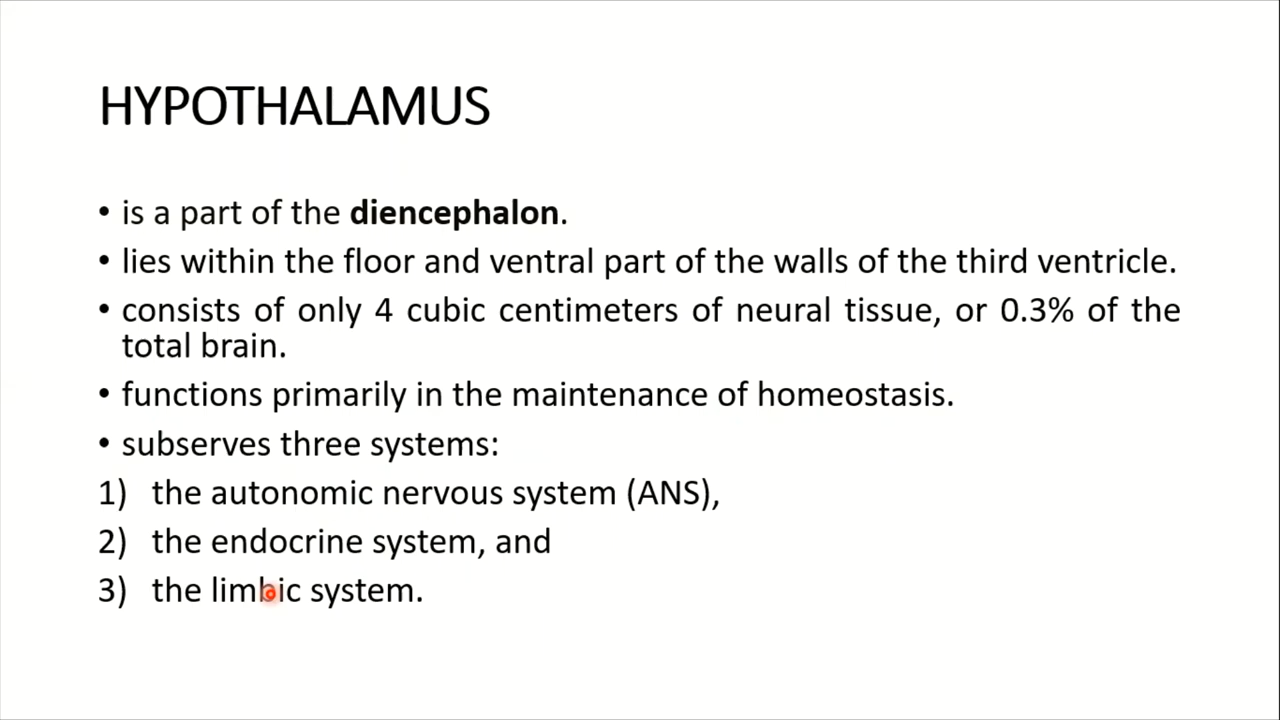 HYPOTHALAMUS
• is a part of the diencephalon.
• lies within the floor and ventral part of the walls of the third ventricle.
• consists of only 4 cubic centimeters of neural tissue, or 0.3% of the
total brain.
• functions primarily in the maintenance of homeostasis.
• subserves three systems:
1) the autonomic nervous system (ANS),
2) the endocrine system, and
3) the limbic system.